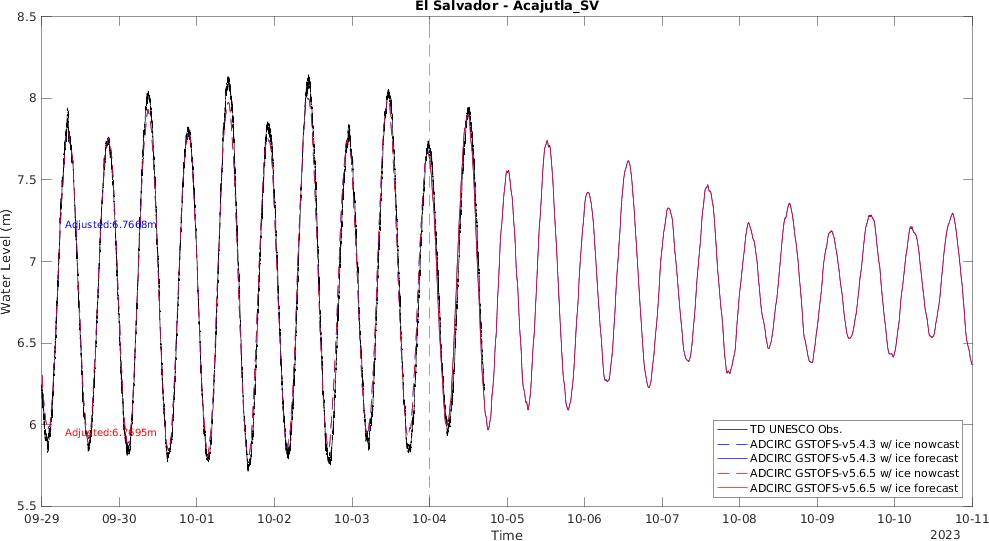 El Salvador - Acajutla_SV
8.5
8
7.5
7
6.5
6
5.5
Water Level (m)
Adjusted:6.7668m
Adjusted:6.7695m
TD UNESCO Obs.
ADCIRC GSTOFS-v5.4.3 w/ ice nowcast
ADCIRC GSTOFS-v5.4.3 w/ ice forecast
ADCIRC GSTOFS-v5.6.5 w/ ice nowcast
ADCIRC GSTOFS-v5.6.5 w/ ice forecast
09-29 09-30 10-01 10-02 10-03 10-04 10-05 10-06 10-07 10-08 10-09 10-10 10-11
Time
2023